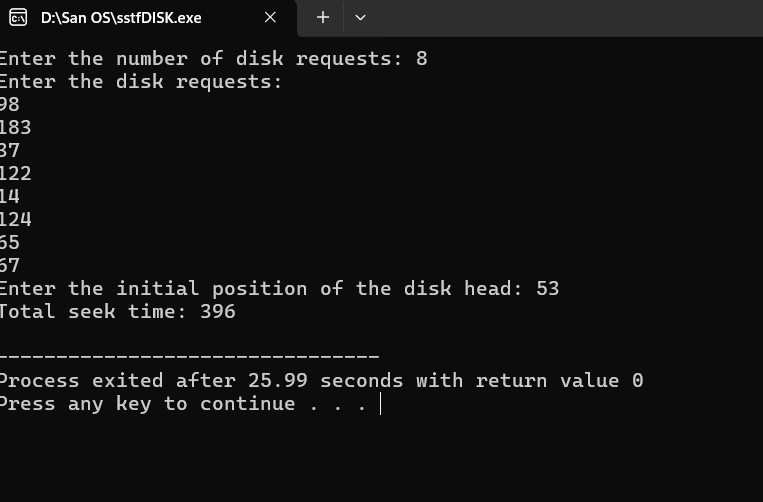 D:\San OS\sstfDISK.exe
Enter the number of disk requests: 8
Enter the disk requests:
98
183
37
122
14
124
65
67
Enter the initial position of the disk head: 53
Total seek time: 396
--------------------------------
Process exited after 25.99 seconds with return value 0
Press any key to continue . . .